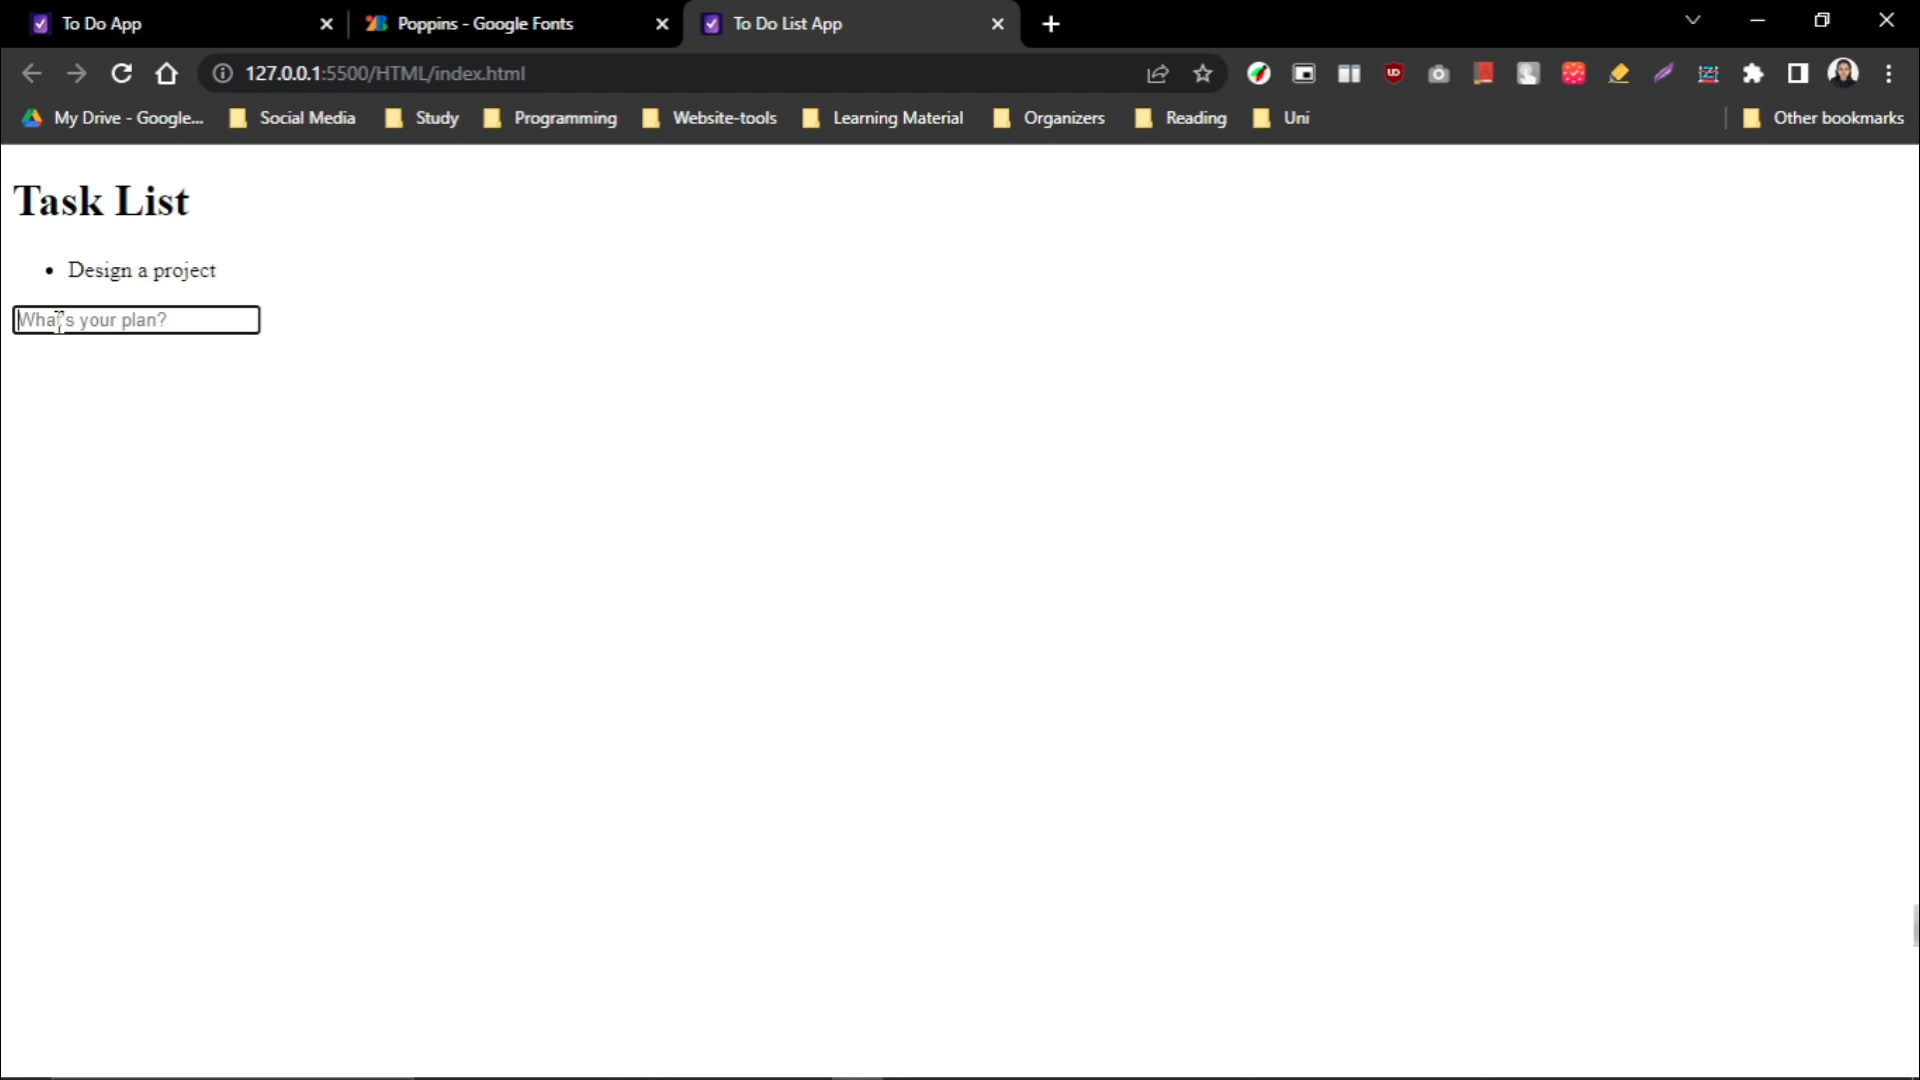 To Do App
Poppins - Google Fonts
To Do List App
127.0.0.1:5500/HTML/index.html
UD
My Drive - Google...
Social Media
Study
Programming
Website-tools
Learning Material
Organizers
Reading
Uni
Other bookmarks
Task List
• Design a project
What's your plan?